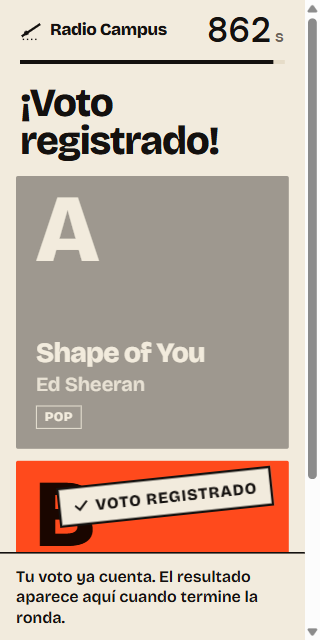 Radio Campus
862 s
¡Voto
registrado!
A
Shape of You
Ed Sheeran
POP
B
VOTO REGISTRADO
Tu voto ya cuenta. El resultado
aparece aquí cuando termine la
ronda.